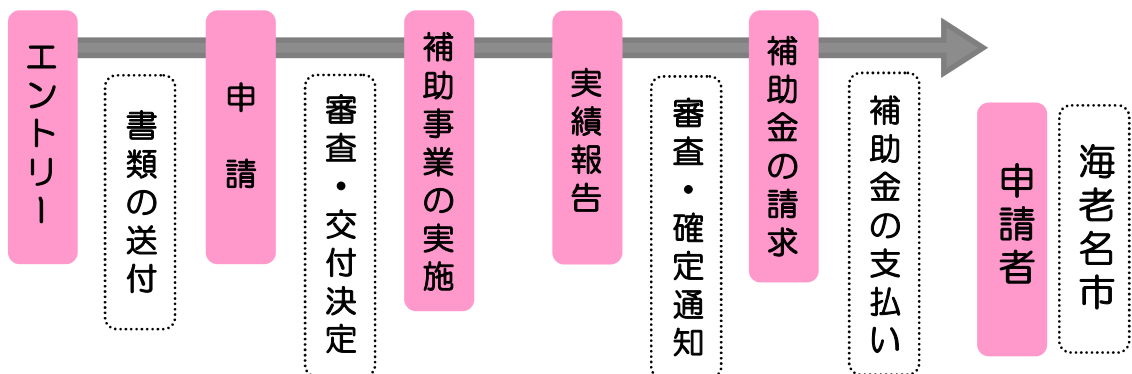 エントリー
書類の送付
申請
審査・交付決定
補助事業の実施
実績報告
審査・確定通知
補助金の請求
補助金の支払い
申請者
海老名市